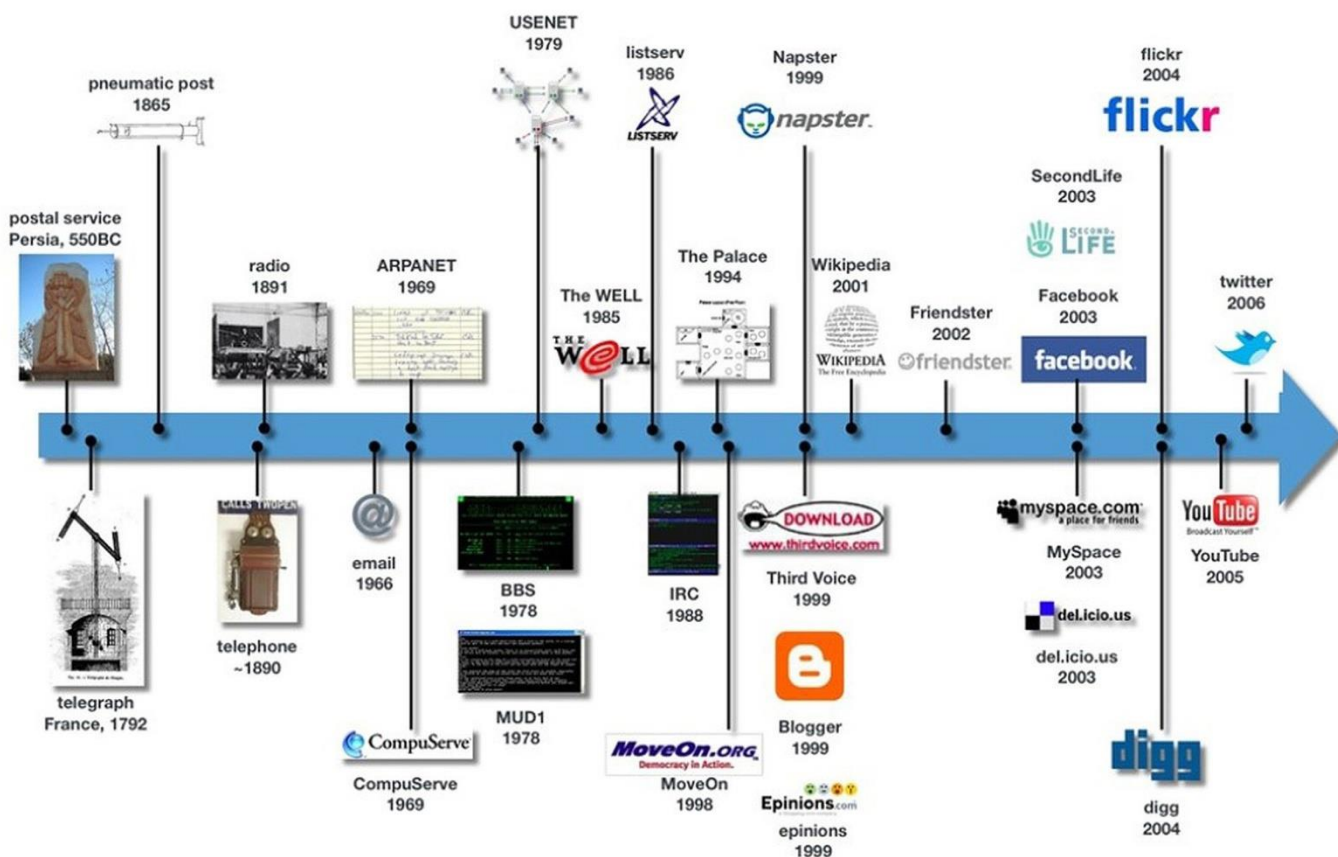 USENET
1979
listserv
1986
LISTSERV
Napster
1999
napster
flickr
2004
flickr
pneumatic post
1865
SecondLife
2003
SECOND
LIFE
postal service
Persia, 550BC
radio
1891
ARPANET
1969
The WELL
1985
THE
WELL
The Palace
1994
Wikipedia
2001
WIKIPEDIA
The Free Encyclopedia
Friendster
2002
friendster
Facebook
2003
facebook
twitter
2006
telegraph
France, 1792
CALLS TWOPEN
telephone
~1890
@
email
1966
CompuServe
CompuServe
1969
BBS
1978
MUD1
1978
IRC
1988
MoveOn.ORG
Democracy in Action.
MoveOn
1998
DOWNLOAD
www.thirdvoice.com
Third Voice
1999
Blogger
1999
Epinions.com
epinions
1999
myspace.com
a place for friends
MySpace
2003
del.icio.us
del.icio.us
2003
digg
digg
2004
YouTube
Broadcast Yourself
YouTube
2005